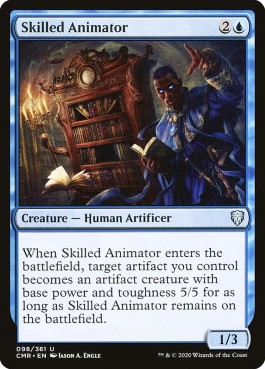 Skilled Animator 2
Creature — Human Artificer
When Skilled Animator enters the
battlefield, target artifact you control
becomes an artifact creature with
base power and toughness 5/5 for as
long as Skilled Animator remains on
the battlefield.
1/3
098/361 U
CMR • EN Jason A. Engle ™ & © 2020 Wizards of the Coast